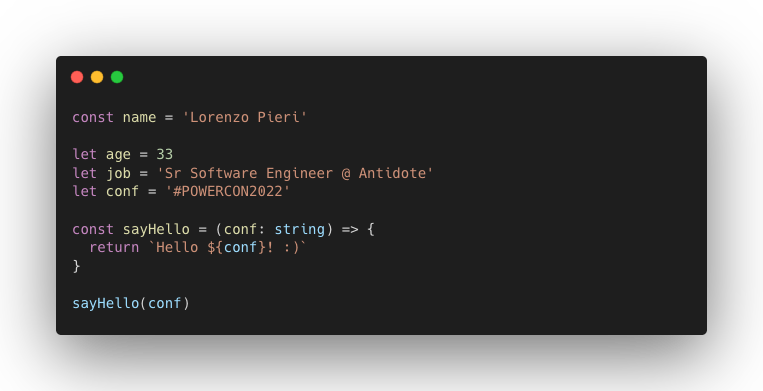 const name = 'Lorenzo Pieri'
let age = 33
let job = 'Sr Software Engineer @ Antidote'
let conf = '#POWERCON2022'
const sayHello = (conf: string) => {
  return `Hello ${conf}! :)`
}
sayHello(conf)